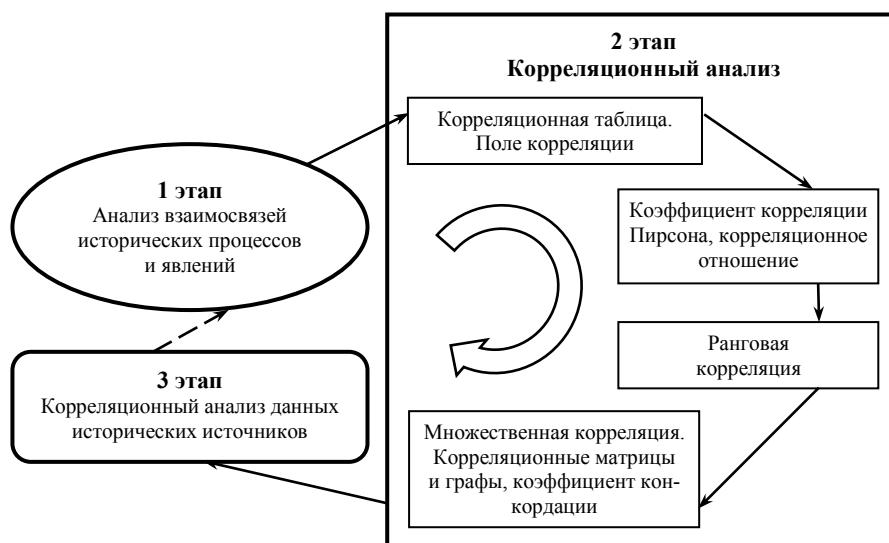 2 этап
Корреляционный анализ
Корреляционная таблица.
Поле корреляции
1 этап
Анализ взаимосвязей
исторических процессов
и явлений
Коэффициент корреляции
Пирсона, корреляционное
отношение
Ранговая
корреляция
3 этап
Корреляционный анализ данных
исторических источников
Множественная корреляция.
Корреляционные матрицы
и графы, коэффициент кон-
кордации